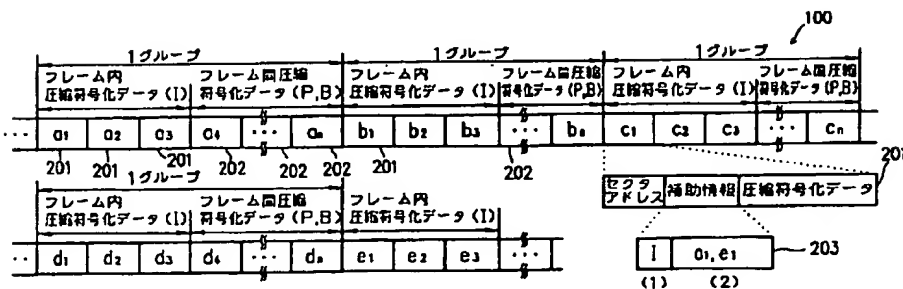 100
1グループ 1グループ 1グループ
フレーム内 フレーム間圧縮 フレーム内 フレーム間圧縮 フレーム内 フレーム間圧縮
圧縮符号化データ(I) 符号化データ(P,B) 圧縮符号化データ(I) 符号化データ(P,B) 圧縮符号化データ(I) 符号化データ(P,B)
… a1 a2 a3 a4 … an b1 b2 b3 … bn c1 c2 c3 … cn
201 201 201 202 202 202 201 202
1グループ
201
フレーム内 フレーム間圧縮 フレーム内
圧縮符号化データ(I) 符号化データ(P,B) 圧縮符号化データ(I)
セクタアドレス 補助情報 圧縮符号化データ
… d1 d2 d3 d4 … dn e1 e2 e3 …
I a1,e1 203
(1) (2)